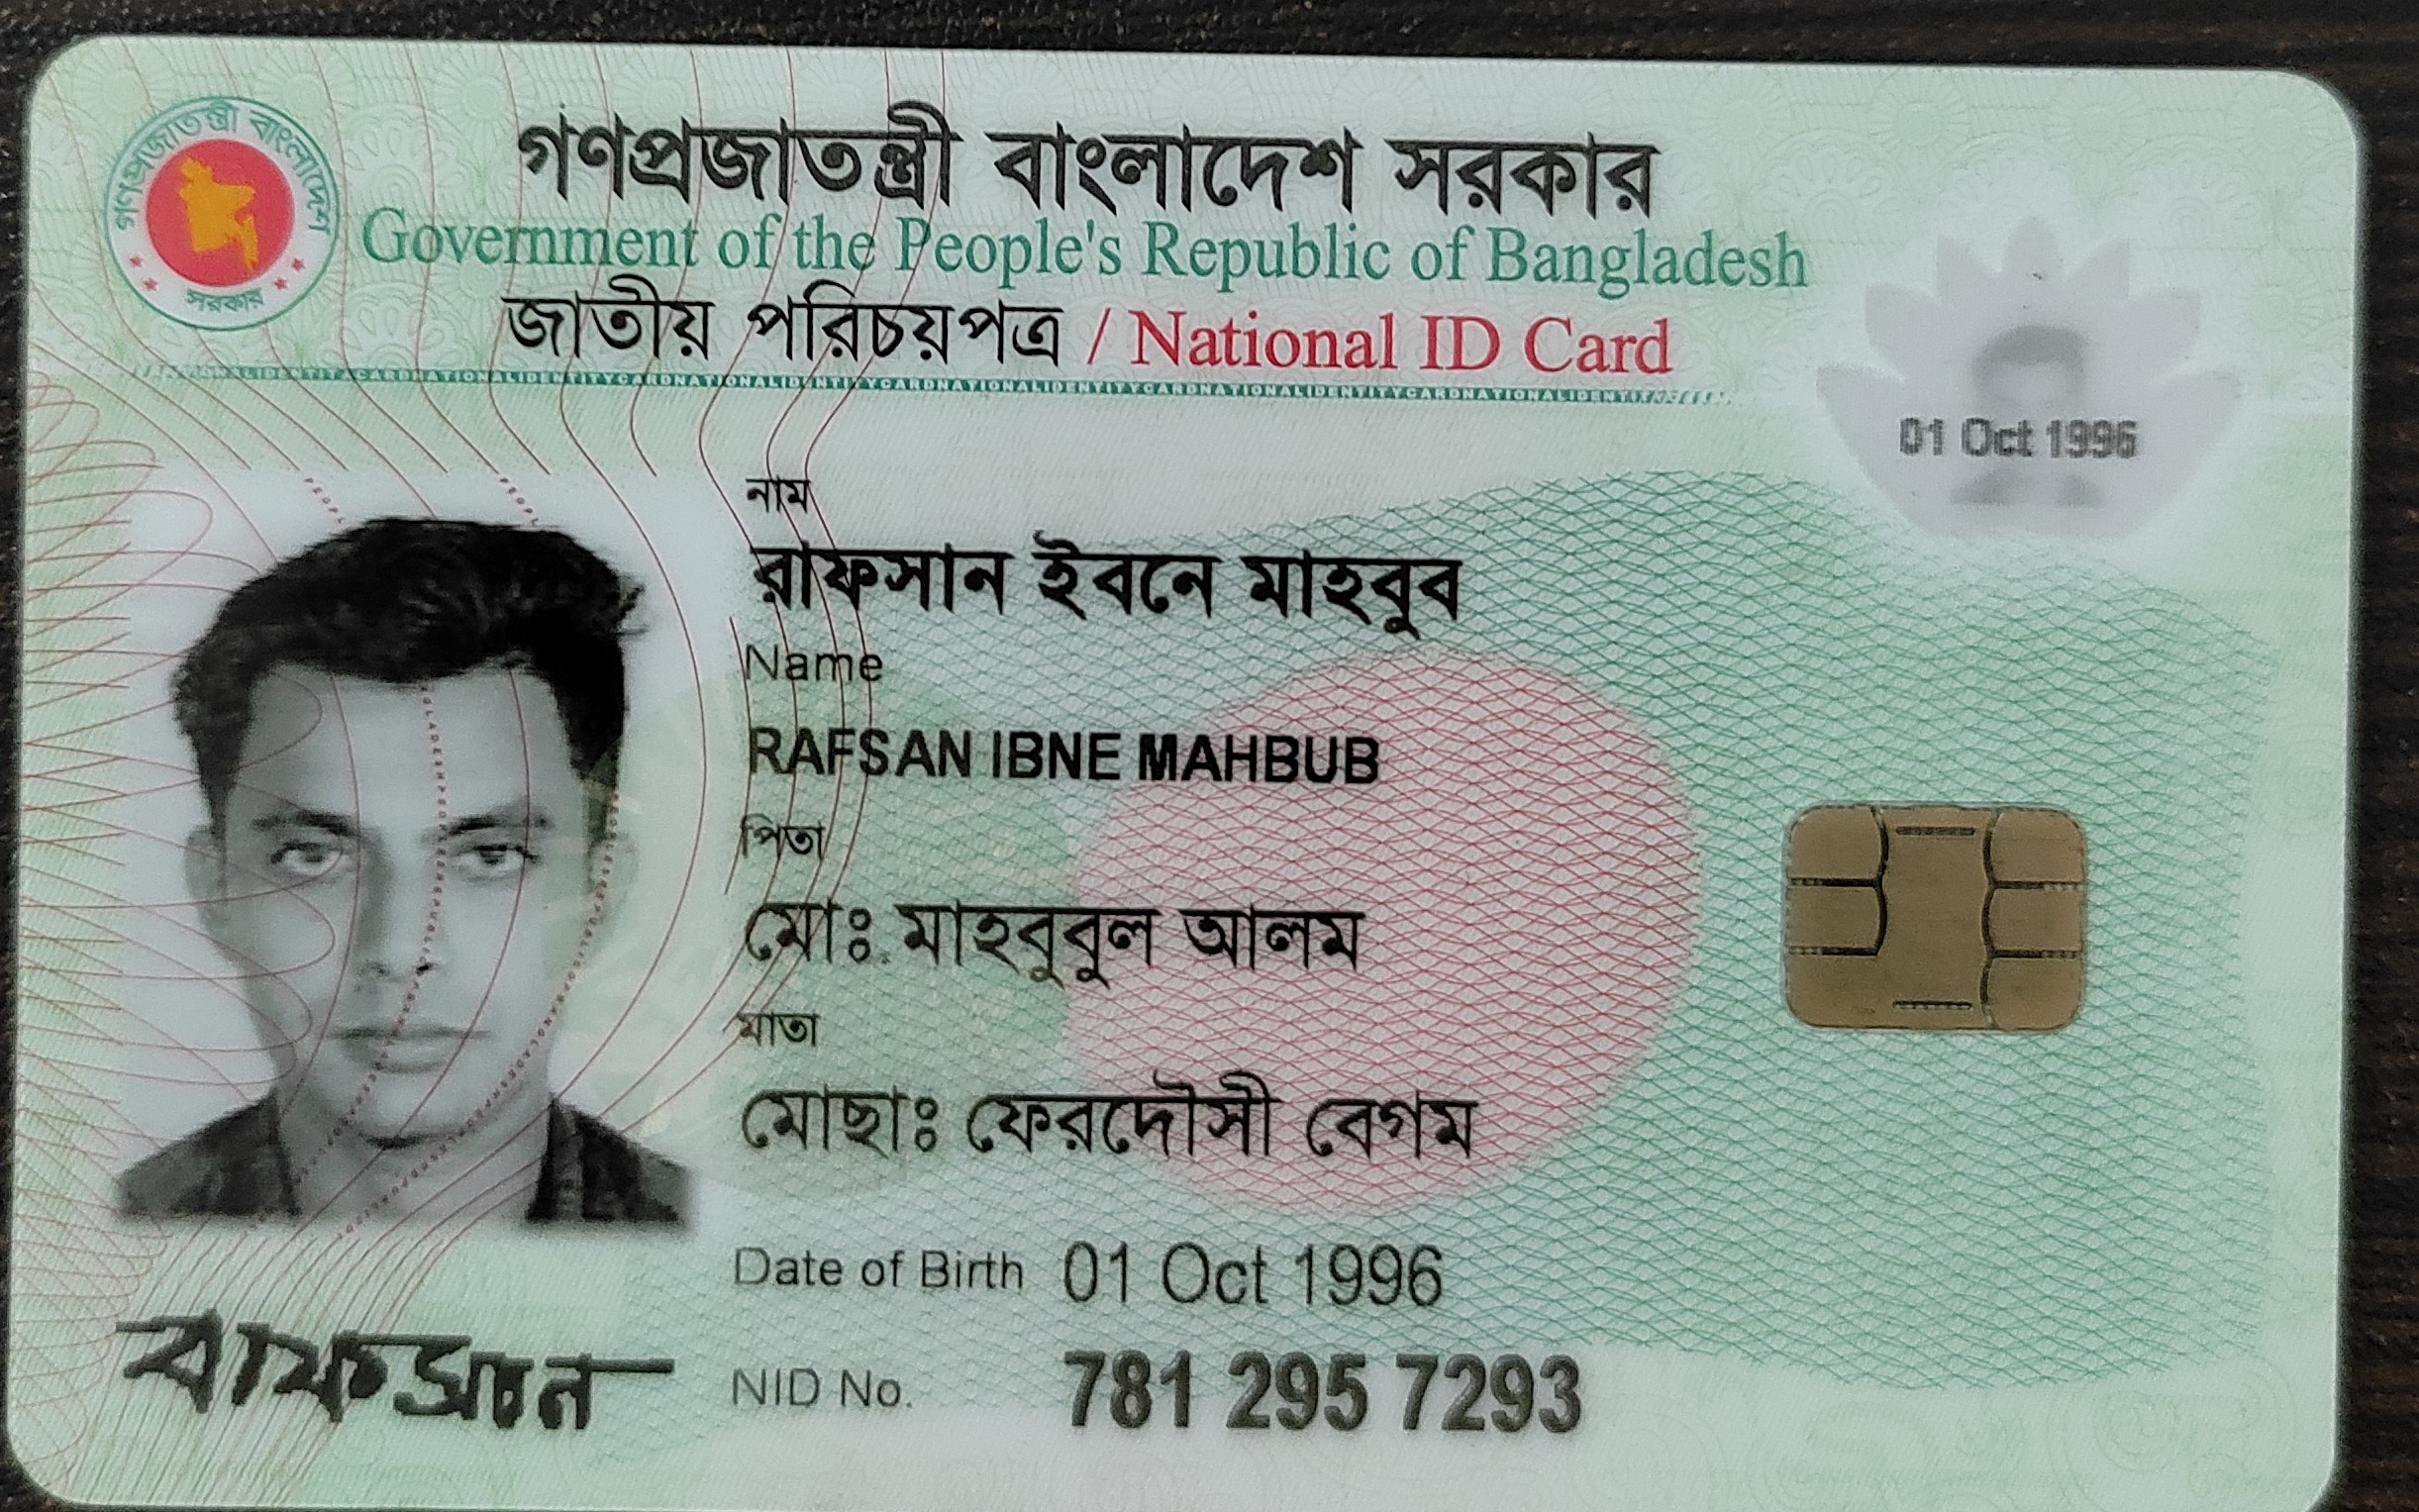 গণপ্রজাতন্ত্রী বাংলাদেশ
সরকার
গণপ্রজাতন্ত্রী বাংলাদেশ সরকার
Government of the People's Republic of Bangladesh
জাতীয় পরিচয়পত্র / National ID Card
NATIONALIDENTITYCARDNATIONALIDENTITYCARDNATIONALIDENTITYCARDNATIONALIDENTITY
01 Oct 1996
নাম
রাফসান ইবনে মাহবুব
Name
RAFSAN IBNE MAHBUB
পিতা
মোঃ মাহবুবুল আলম
মাতা
মোছাঃ ফেরদৌসী বেগম
Date of Birth 01 Oct 1996
রাফসান
NID No. 781 295 7293